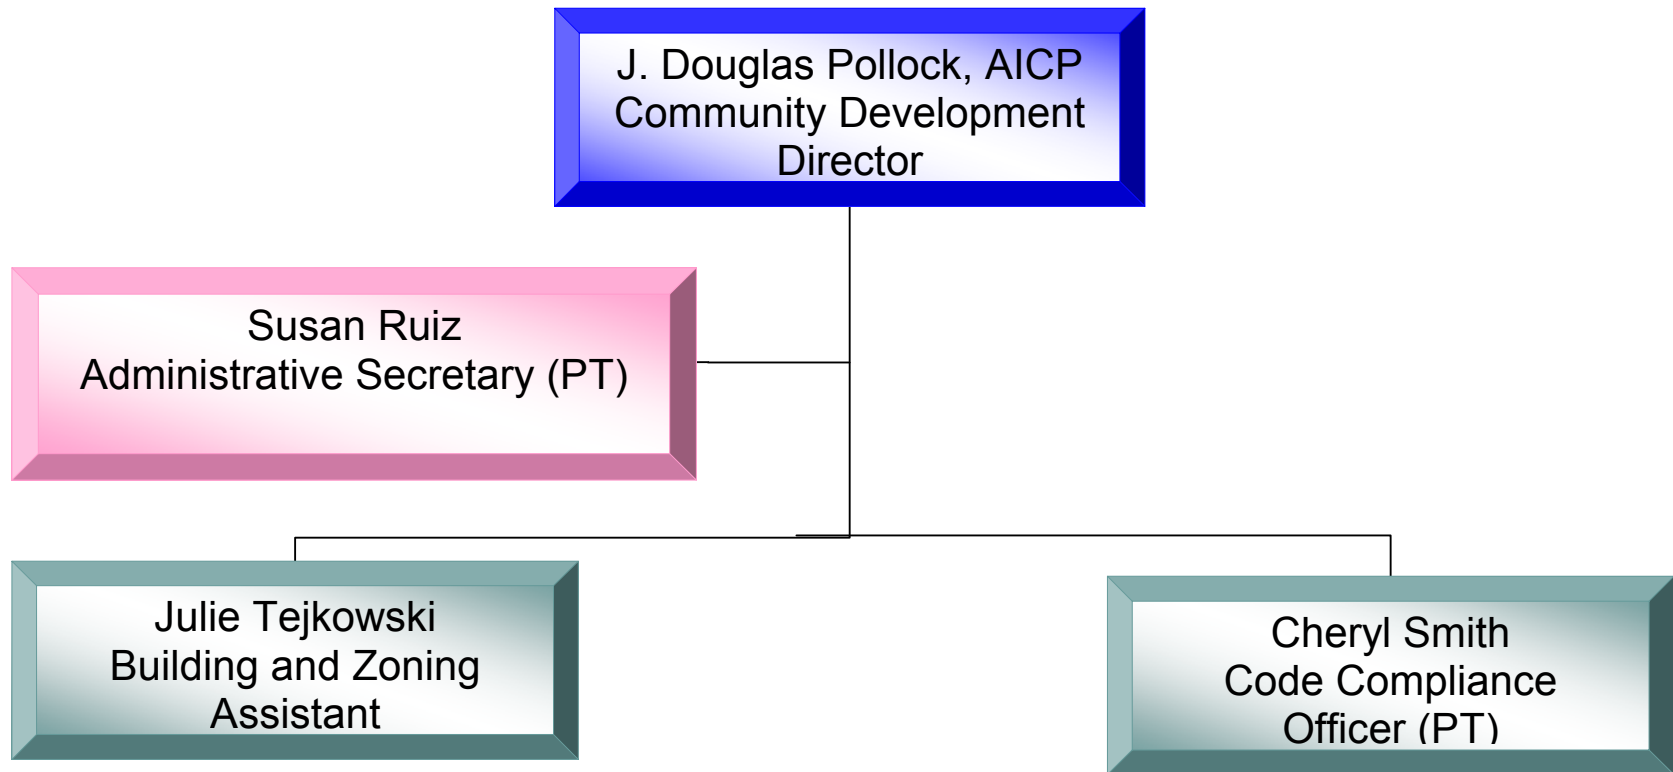 J. Douglas Pollock, AICP
Community Development
Director
Susan Ruiz
Administrative Secretary (PT)
Julie Tejkowski
Building and Zoning
Assistant
Cheryl Smith
Code Compliance
Officer (PT)